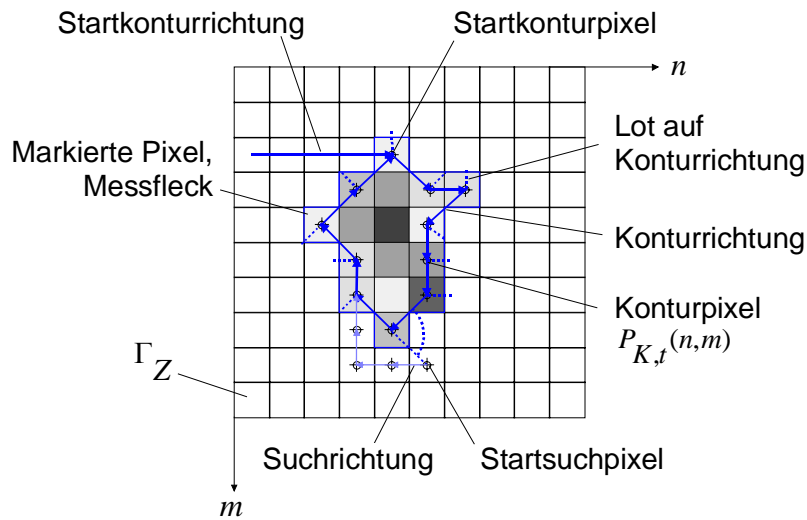 Startkonturrichtung
Startkonturpixel
n
Markierte Pixel,
Messfleck
Lot auf
Konturrichtung
Konturrichtung
Konturpixel
P_{K,t}(n,m)
Γ_Z
Suchrichtung
Startsuchpixel
m